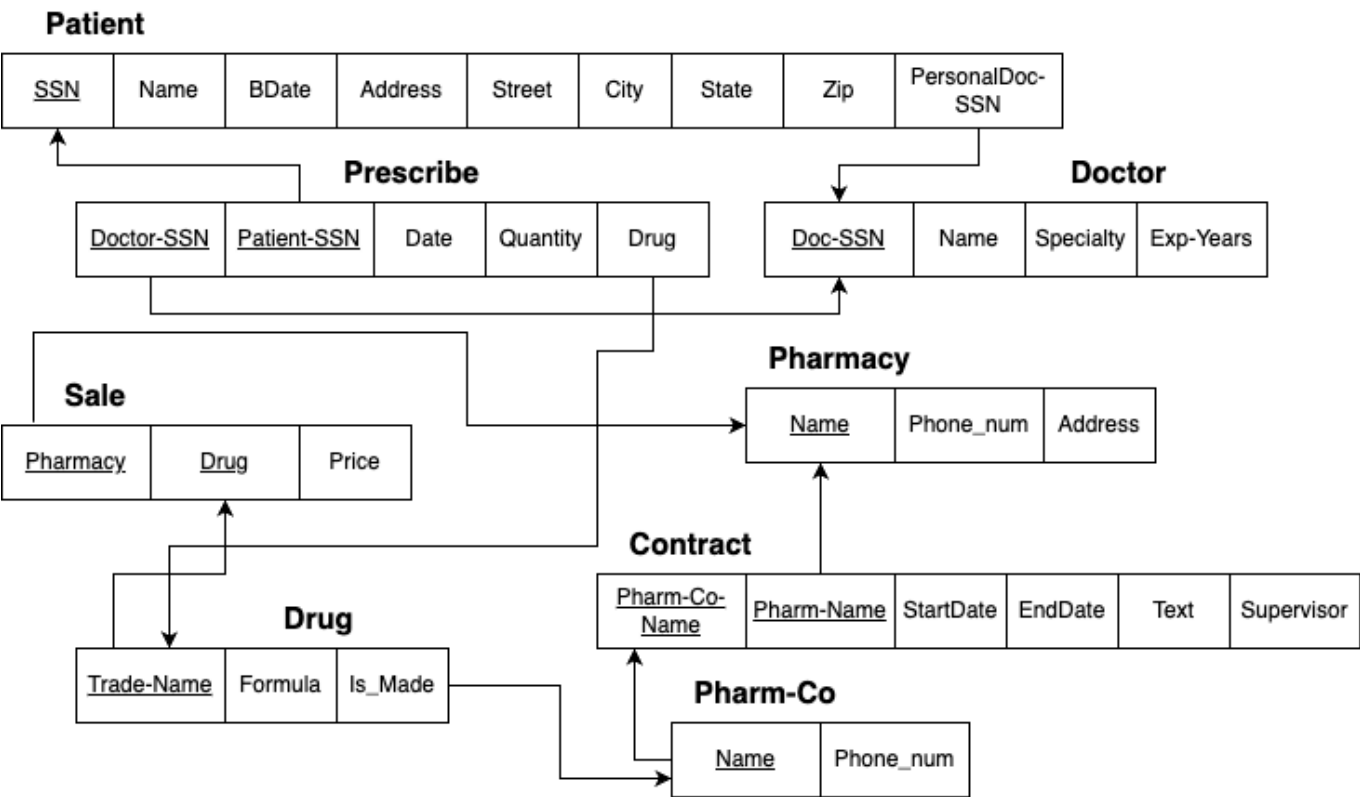 Patient
SSN Name BDate Address Street City State Zip PersonalDoc-
SSN
Prescribe
Doctor
Doctor-SSN Patient-SSN Date Quantity Drug
Doc-SSN Name Specialty Exp-Years
Pharmacy
Name Phone_num Address
Sale
Pharmacy Drug Price
Contract
Pharm-Co-
Name
Pharm-Name StartDate EndDate Text Supervisor
Drug
Trade-Name Formula Is_Made
Pharm-Co
Name Phone_num